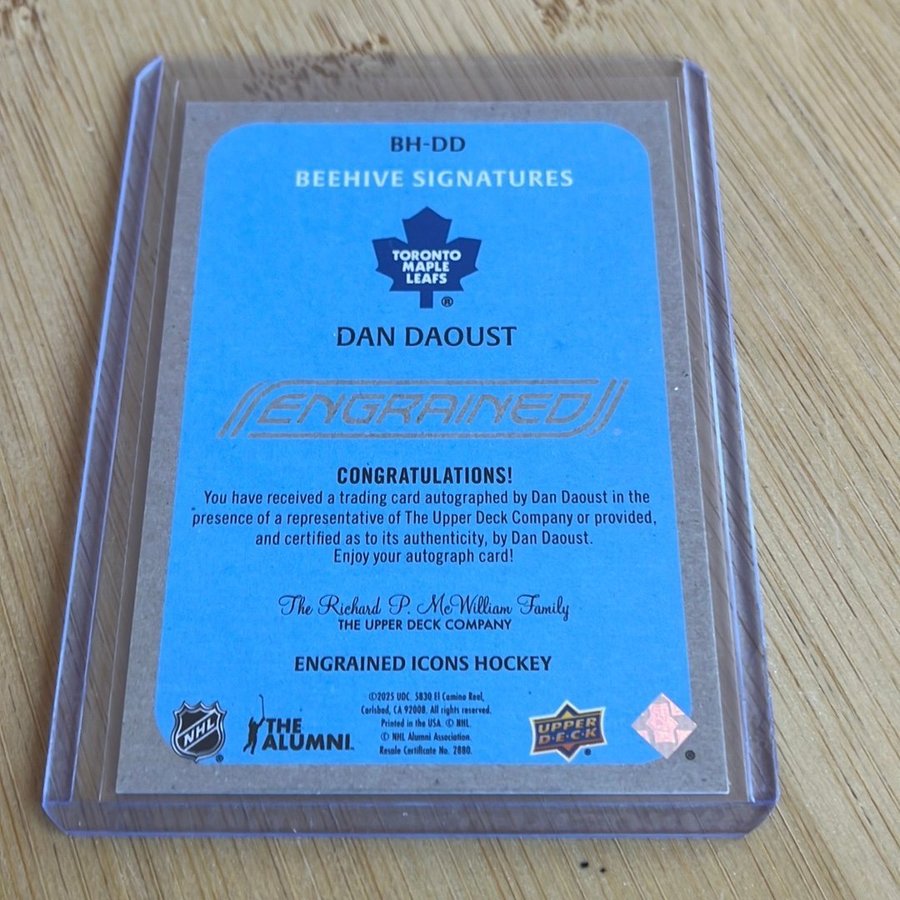 BH-DD
BEEHIVE SIGNATURES
TORONTO
MAPLE
LEAFS
®
DAN DAOUST
ENGRAINED
CONGRATULATIONS!
You have received a trading card autographed by Dan Daoust in the
presence of a representative of The Upper Deck Company or provided,
and certified as to its authenticity, by Dan Daoust.
Enjoy your autograph card!
The Richard P. McWilliam Family
THE UPPER DECK COMPANY
ENGRAINED ICONS HOCKEY
©2025 UDC. 5830 El Camino Real,
Carlsbad, CA 92008. All rights reserved.
Printed in the USA. © NHL.
© NHL Alumni Association.
Resale Certificate No. 2880.
NHL
®
THE
ALUMNI
UPPER
DECK
®